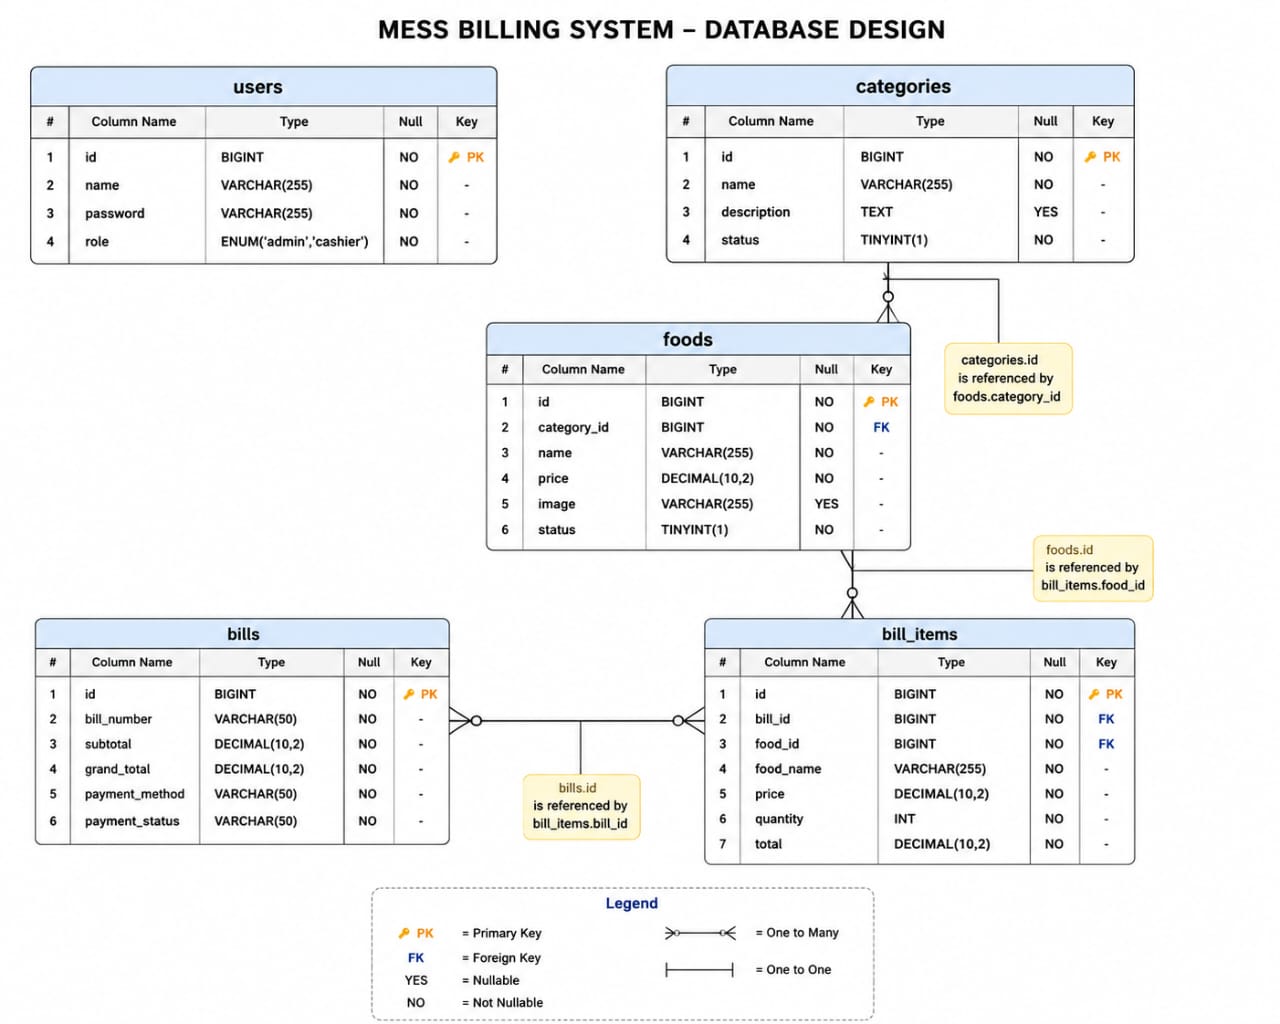 MESS BILLING SYSTEM – DATABASE DESIGN
users
# Column Name Type Null Key
1 id BIGINT NO PK
2 name VARCHAR(255) NO -
3 password VARCHAR(255) NO -
4 role ENUM('admin','cashier') NO -
categories
# Column Name Type Null Key
1 id BIGINT NO PK
2 name VARCHAR(255) NO -
3 description TEXT YES -
4 status TINYINT(1) NO -
categories.id
is referenced by
foods.category_id
foods
# Column Name Type Null Key
1 id BIGINT NO PK
2 category_id BIGINT NO FK
3 name VARCHAR(255) NO -
4 price DECIMAL(10,2) NO -
5 image VARCHAR(255) YES -
6 status TINYINT(1) NO -
foods.id
is referenced by
bill_items.food_id
bills
# Column Name Type Null Key
1 id BIGINT NO PK
2 bill_number VARCHAR(50) NO -
3 subtotal DECIMAL(10,2) NO -
4 grand_total DECIMAL(10,2) NO -
5 payment_method VARCHAR(50) NO -
6 payment_status VARCHAR(50) NO -
bills.id
is referenced by
bill_items.bill_id
bill_items
# Column Name Type Null Key
1 id BIGINT NO PK
2 bill_id BIGINT NO FK
3 food_id BIGINT NO FK
4 food_name VARCHAR(255) NO -
5 price DECIMAL(10,2) NO -
6 quantity INT NO -
7 total DECIMAL(10,2) NO -
Legend
PK = Primary Key
FK = Foreign Key
YES = Nullable
NO = Not Nullable
= One to Many
= One to One